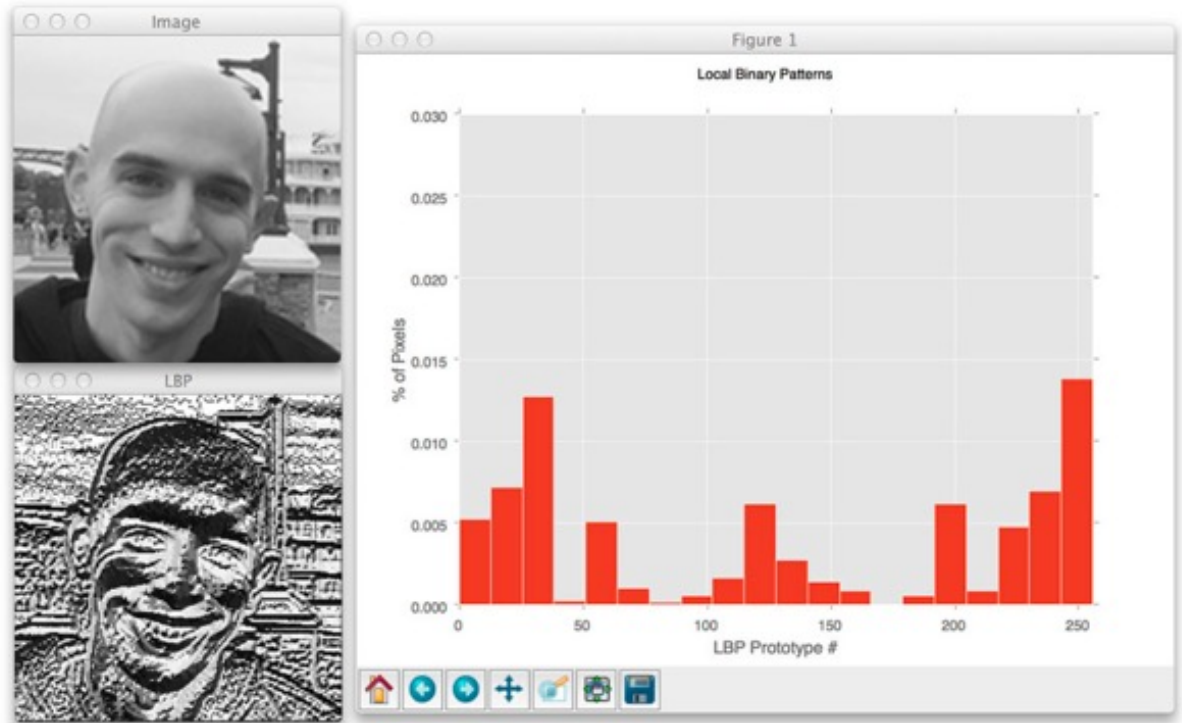 Image
LBP
Figure 1
Local Binary Patterns
0.030
0.025
0.020
0.015
0.010
0.005
0.000
% of Pixels
0 50 100 150 200 250
LBP Prototype #